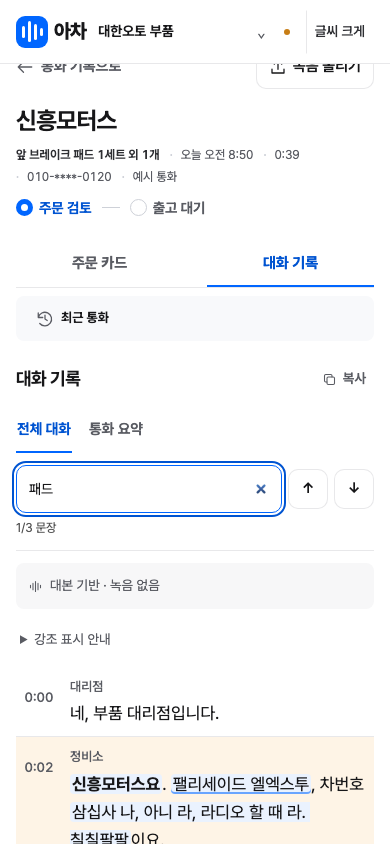 아차 대한오토 부품 글씨 크게
← 통화 기록으로 녹음 올리기
신흥모터스
앞 브레이크 패드 1세트 외 1개 · 오늘 오전 8:50 · 0:39
· 010-****-0120 · 예시 통화
주문 검토 출고 대기
주문 카드 대화 기록
최근 통화
대화 기록 복사
전체 대화 통화 요약
패드 × ↑ ↓
1/3 문장
대본 기반 · 녹음 없음
▶ 강조 표시 안내
대리점
0:00 네, 부품 대리점입니다.
정비소
0:02 신흥모터스요. 팰리세이드 엘엑스투, 차번호
삼십사 나, 아니 라, 라디오 할 때 라.
칠칠팔팔이요.